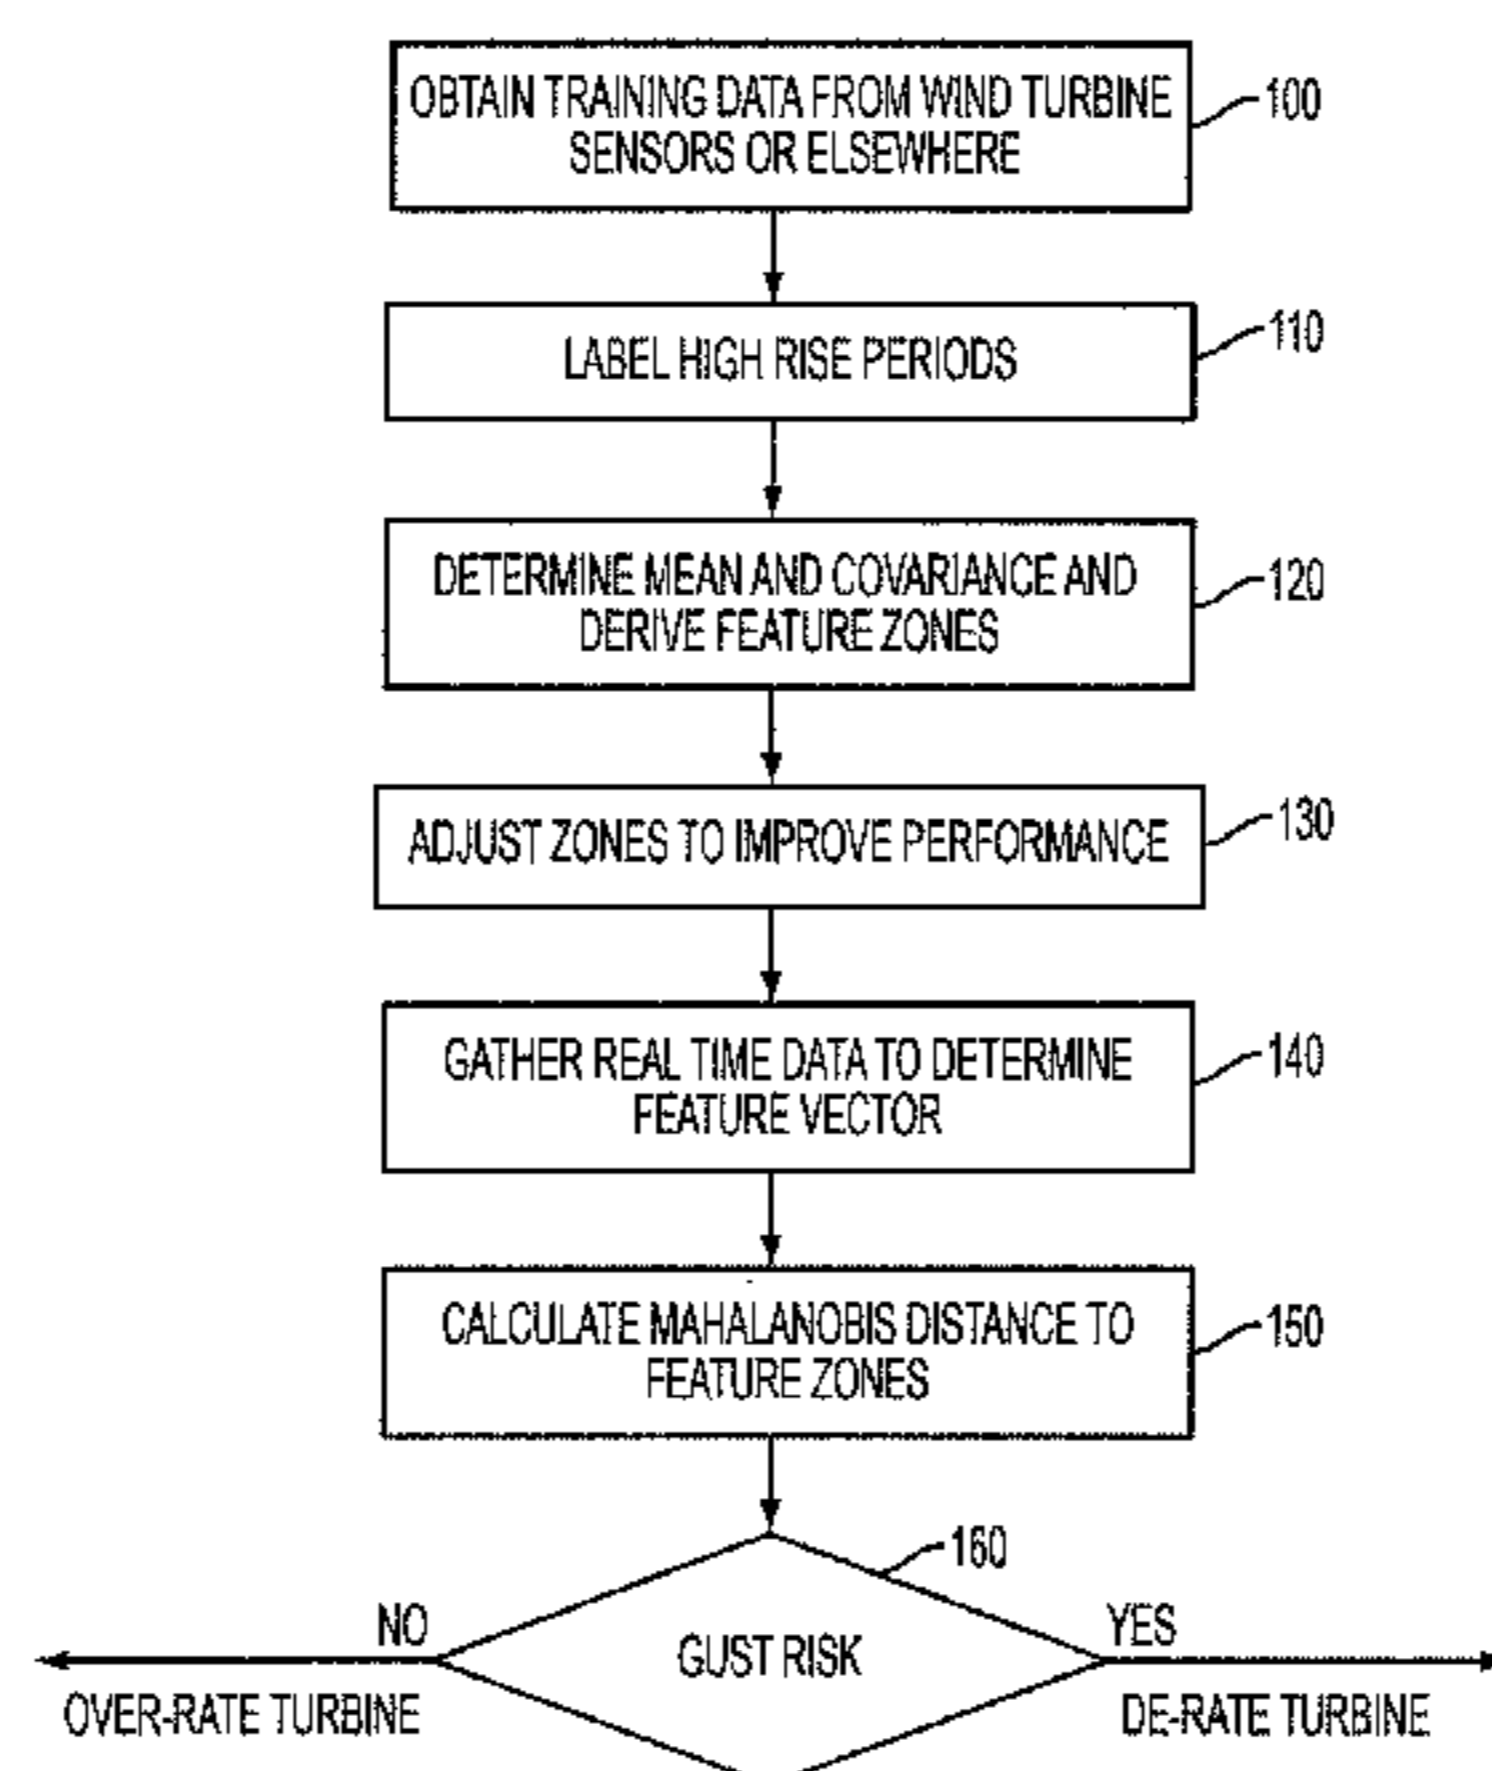 OBTAIN TRAINING DATA FROM WIND TURBINE
SENSORS OR ELSEWHERE
100
LABEL HIGH RISE PERIODS
110
DETERMINE MEAN AND COVARIANCE AND
DERIVE FEATURE ZONES
120
ADJUST ZONES TO IMPROVE PERFORMANCE
130
GATHER REAL TIME DATA TO DETERMINE
FEATURE VECTOR
140
CALCULATE MAHALANOBIS DISTANCE TO
FEATURE ZONES
150
160
NO
GUST RISK
YES
OVER-RATE TURBINE
DE-RATE TURBINE